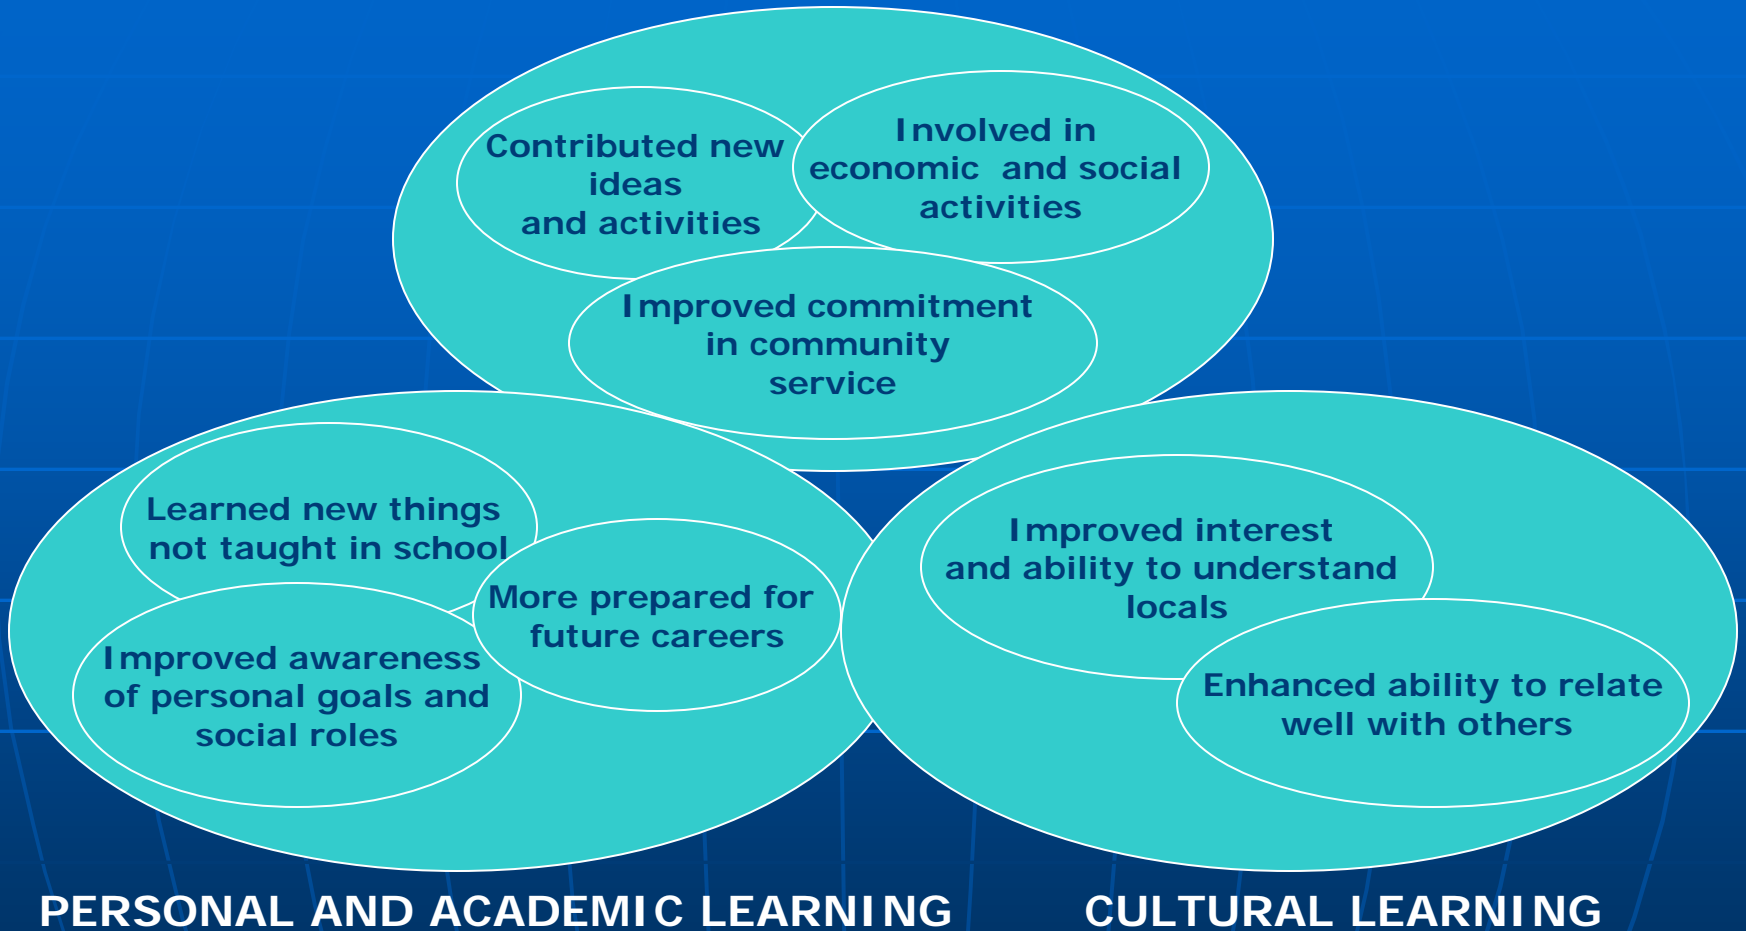 Contributed new
ideas
and activities
Involved in
economic and social
activities
Improved commitment
in community
service
Learned new things
not taught in school
More prepared for
future careers
Improved awareness
of personal goals and
social roles
Improved interest
and ability to understand
locals
Enhanced ability to relate
well with others
PERSONAL AND ACADEMIC LEARNING
CULTURAL LEARNING